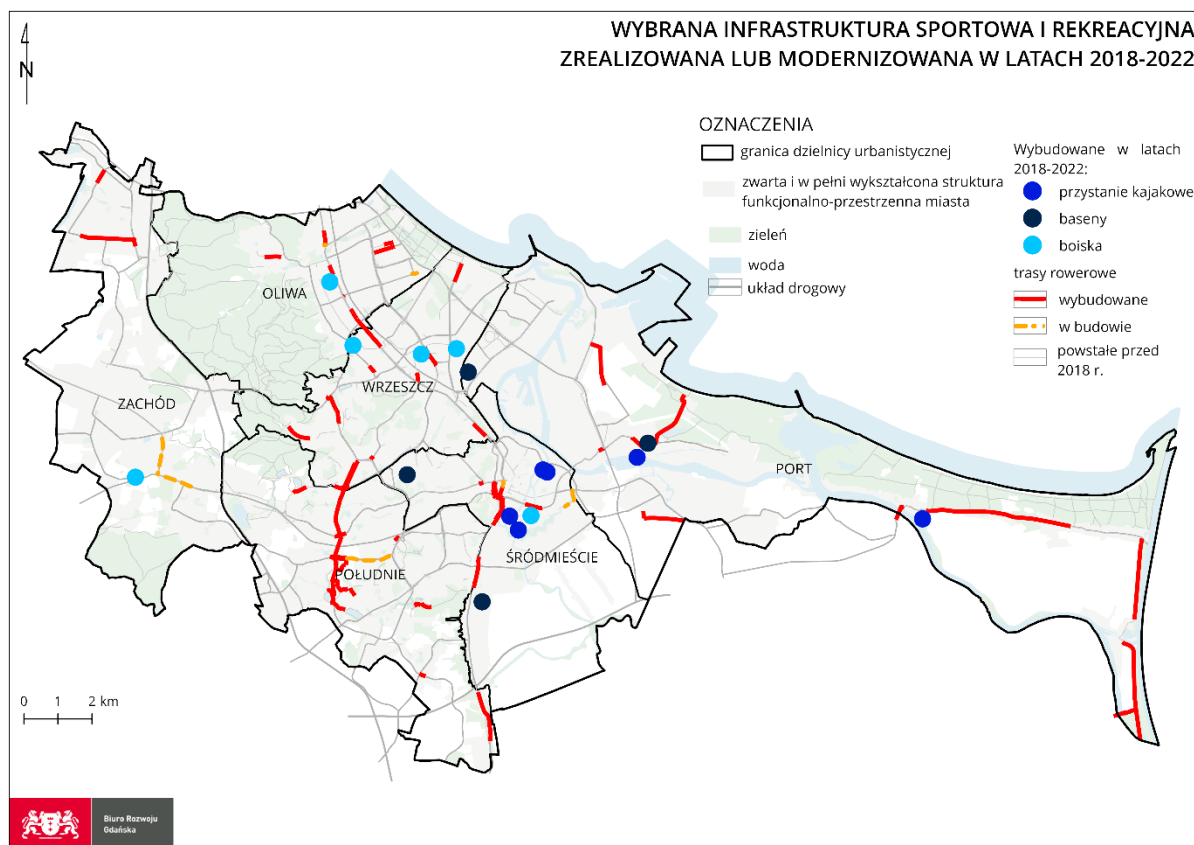 WYBRANA INFRASTRUKTURA SPORTOWA I REKREACYJNA
ZREALIZOWANA LUB MODERNIZOWANA W LATACH 2018-2022
N
OZNACZENIA
granica dzielnicy urbanistycznej
zwarta i w pełni wykształcona struktura
funkcjonalno-przestrzenna miasta
zieleń
woda
układ drogowy
Wybudowane w latach
2018-2022:
przystanie kajakowe
baseny
boiska
trasy rowerowe
wybudowane
w budowie
powstałe przed
2018 r.
OLIWA
WRZESZCZ
ZACHÓD
PORT
ŚRÓDMIEŚCIE
POŁUDNIE
0 1 2 km
Biuro Rozwoju
Gdańska